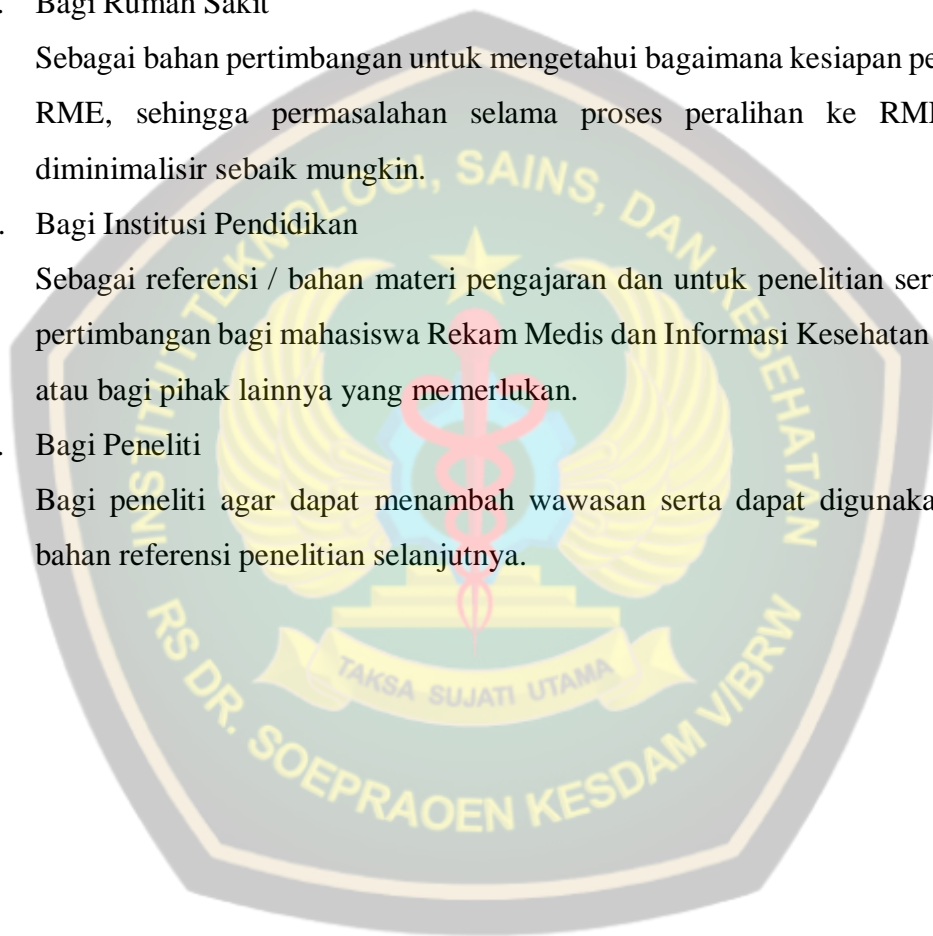 . Bagi Rumah Sakit
Sebagai bahan pertimbangan untuk mengetahui bagaimana kesiapan pe
RME, sehingga permasalahan selama proses peralihan ke RM
diminimalisir sebaik mungkin.
. Bagi Institusi Pendidikan
Sebagai referensi / bahan materi pengajaran dan untuk penelitian ser
pertimbangan bagi mahasiswa Rekam Medis dan Informasi Kesehatan
atau bagi pihak lainnya yang memerlukan.
. Bagi Peneliti
Bagi peneliti agar dapat menambah wawasan serta dapat digunaka
bahan referensi penelitian selanjutnya.
INSTITUT TEKNOLOGI, SAINS, DAN KESEHATAN
TAKSA SUJATI UTAMA
RS DR. SOEPRAOEN KESDAM V/BRW